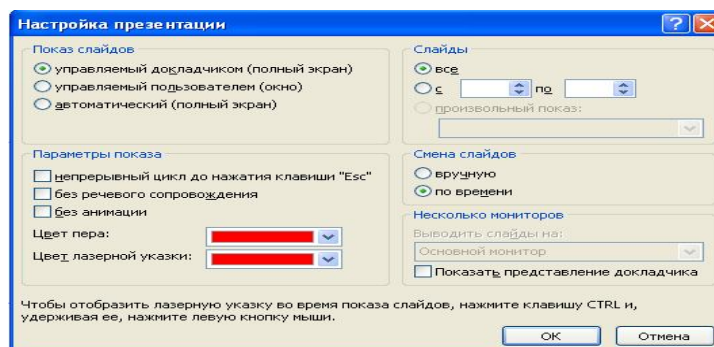 Настройка презентации
Показ слайдов
управляемый докладчиком (полный экран)
управляемый пользователем (окно)
автоматический (полный экран)
Слайды
все
с по
произвольный показ:
Параметры показа
непрерывный цикл до нажатия клавиши "Esc"
без речевого сопровождения
без анимации
Цвет пера:
Цвет лазерной указки:
Смена слайдов
вручную
по времени
Несколько мониторов
Выводить слайды на:
Основной монитор
Показать представление докладчика
Чтобы отобразить лазерную указку во время показа слайдов, нажмите клавишу CTRL и,
удерживая ее, нажмите левую кнопку мыши.
ОК Отмена